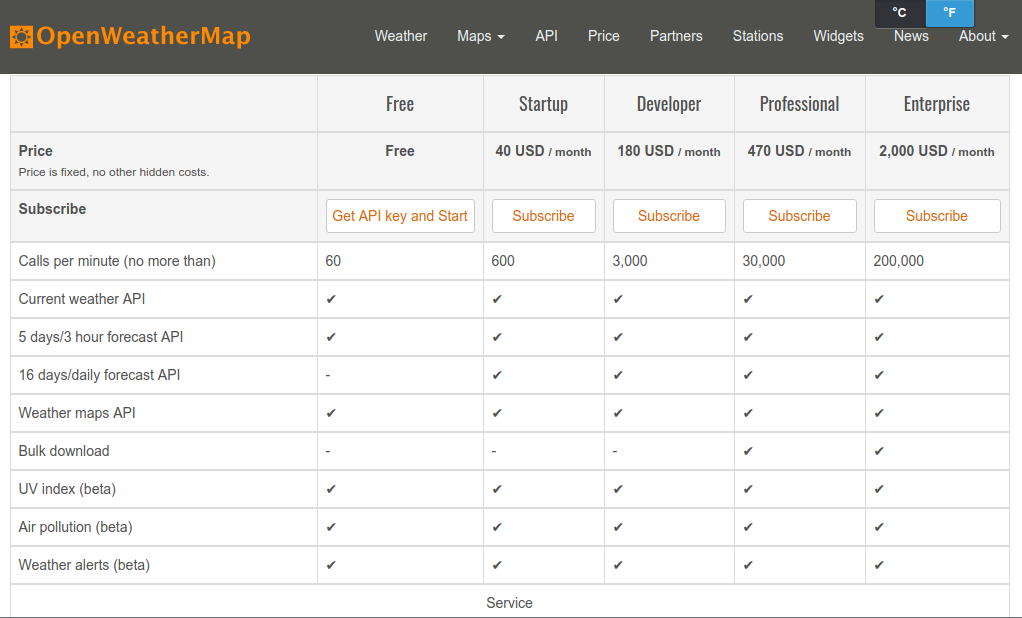 °C °F
OpenWeatherMap Weather Maps API Price Partners Stations Widgets News About
Free Startup Developer Professional Enterprise
Price Free 40 USD / month 180 USD / month 470 USD / month 2,000 USD / month
Price is fixed, no other hidden costs.
Subscribe Get API key and Start Subscribe Subscribe Subscribe Subscribe
Calls per minute (no more than) 60 600 3,000 30,000 200,000
Current weather API ✔ ✔ ✔ ✔ ✔
5 days/3 hour forecast API ✔ ✔ ✔ ✔ ✔
16 days/daily forecast API - ✔ ✔ ✔ ✔
Weather maps API ✔ ✔ ✔ ✔ ✔
Bulk download - - - ✔ ✔
UV index (beta) ✔ ✔ ✔ ✔ ✔
Air pollution (beta) ✔ ✔ ✔ ✔ ✔
Weather alerts (beta) ✔ ✔ ✔ ✔ ✔
Service